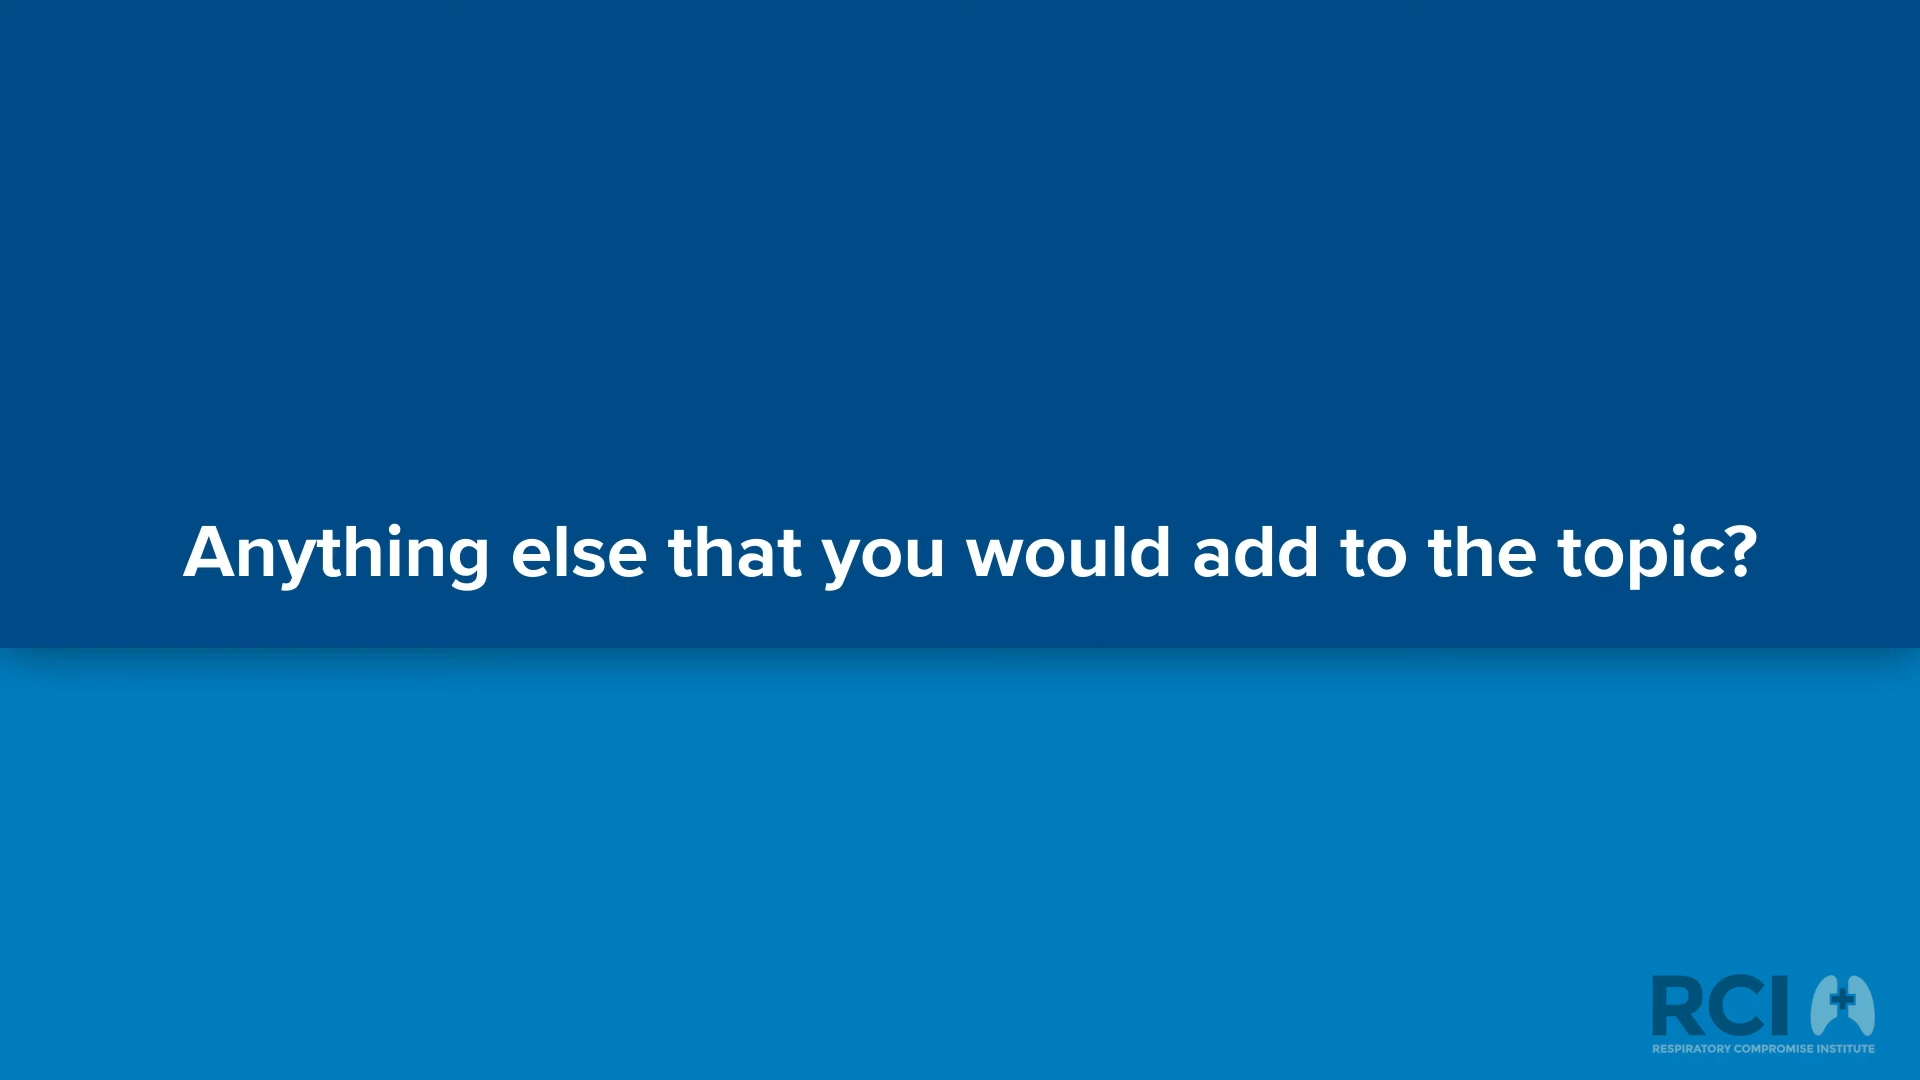 Anything else that you would add to the topic?
RCI
RESPIRATORY COMPROMISE INSTITUTE